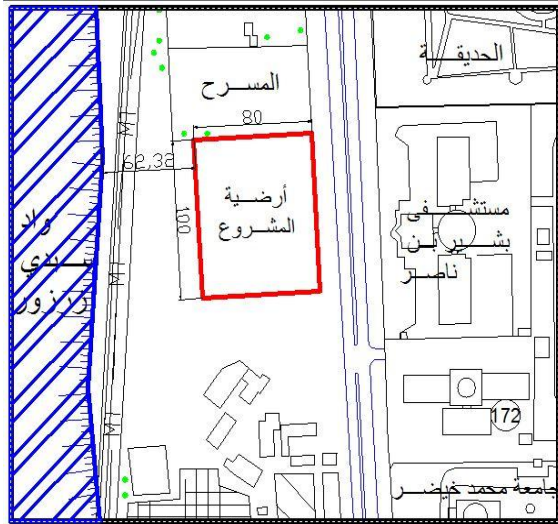 الحديقة
المسرح
80
62,32
أرضية
المشروع
100
مستشفى
بشير بن
ناصر
واد
سيدي
زرزور
172
جامعة محمد خيضر